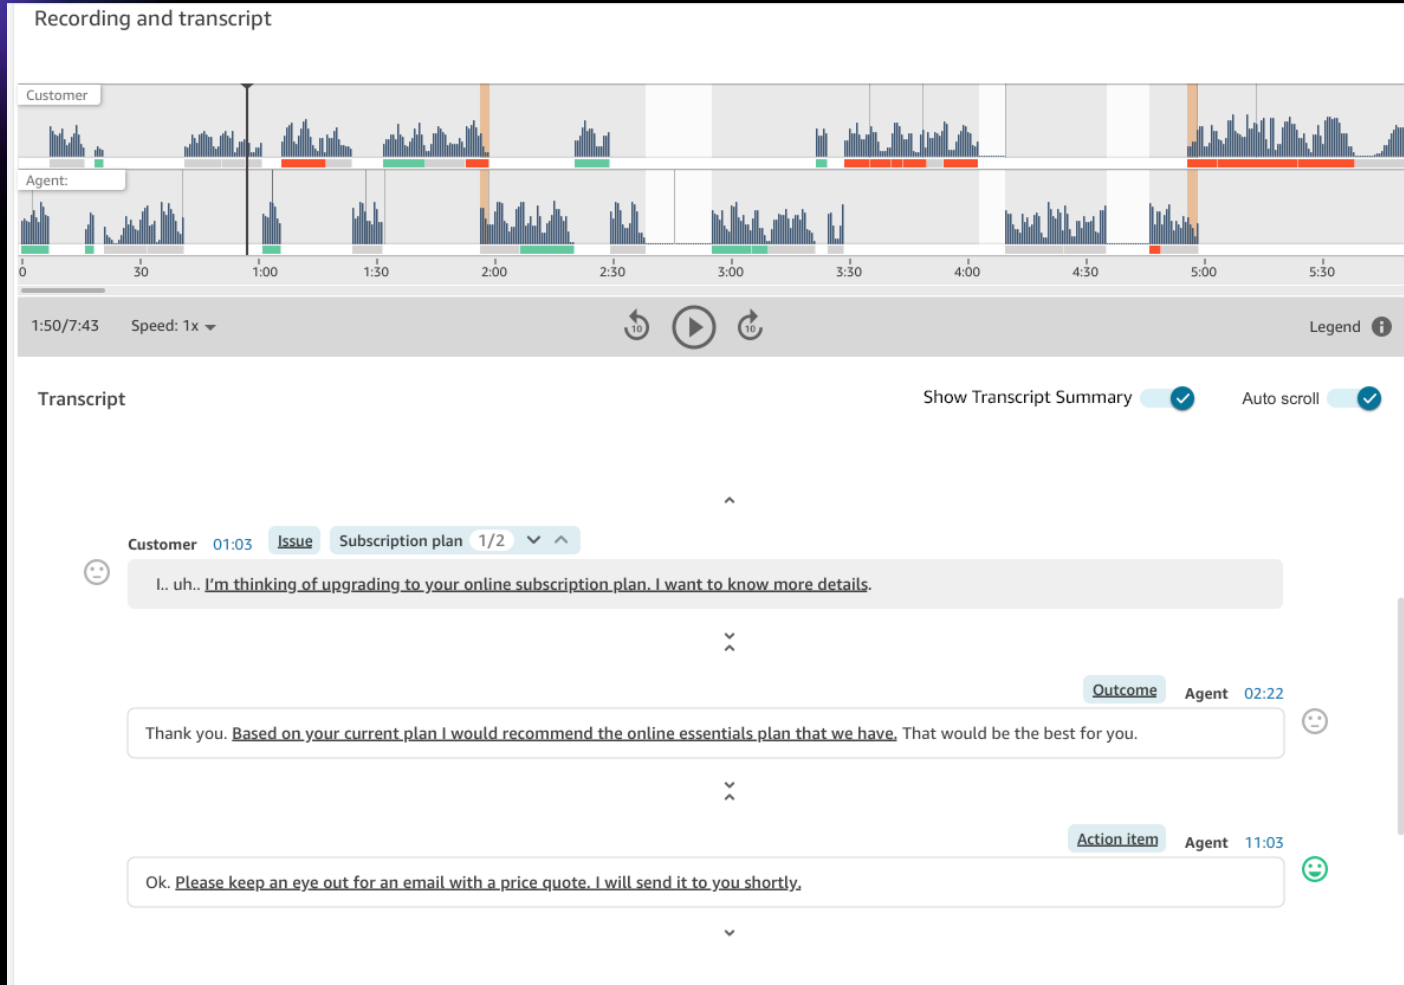 Recording and transcript
Customer
Agent:
0 30 1:00 1:30 2:00 2:30 3:00 3:30 4:00 4:30 5:00 5:30
1:50/7:43 Speed: 1x 10 10 Legend
Transcript Show Transcript Summary Auto scroll
Customer 01:03 Issue Subscription plan 1/2
I.. uh.. I'm thinking of upgrading to your online subscription plan. I want to know more details.
Outcome Agent 02:22
Thank you. Based on your current plan I would recommend the online essentials plan that we have. That would be the best for you.
Action item Agent 11:03
Ok. Please keep an eye out for an email with a price quote. I will send it to you shortly.